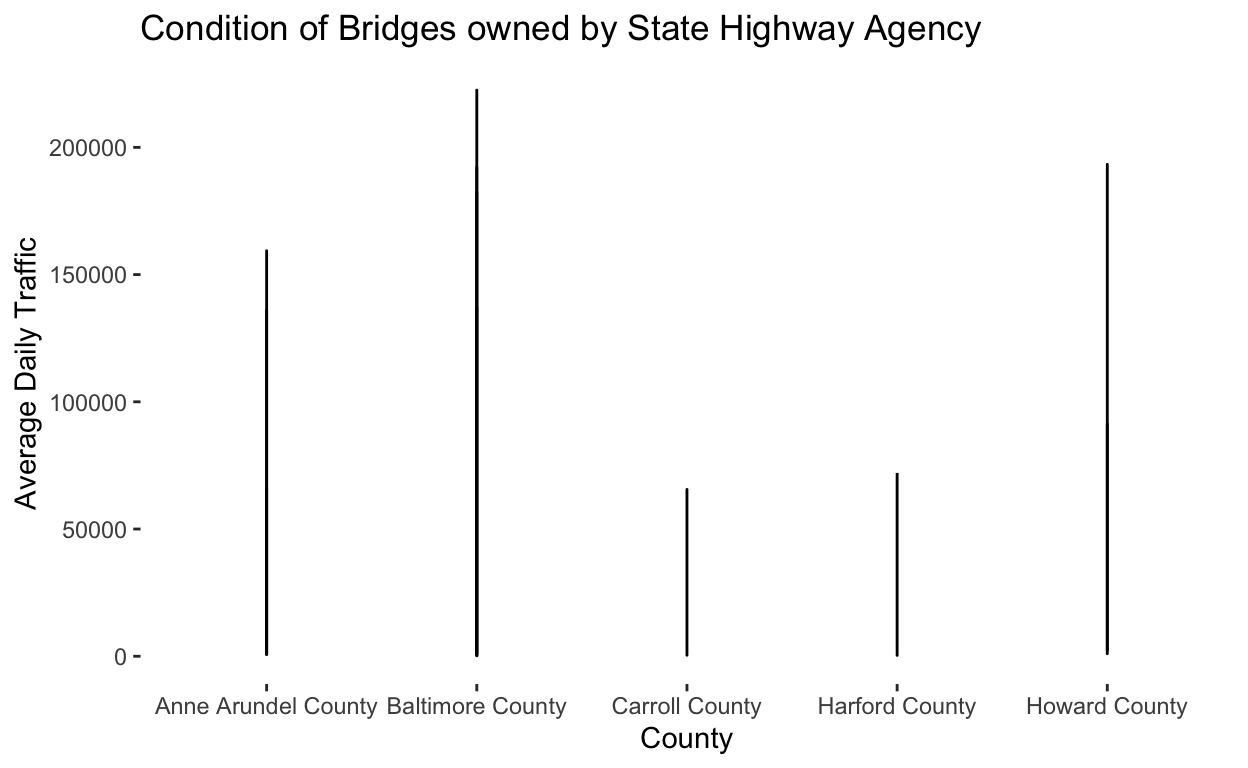 Condition of Bridges owned by State Highway Agency
Average Daily Traffic
200000
150000
100000
50000
0
Anne Arundel County Baltimore County Carroll County Harford County Howard County
County